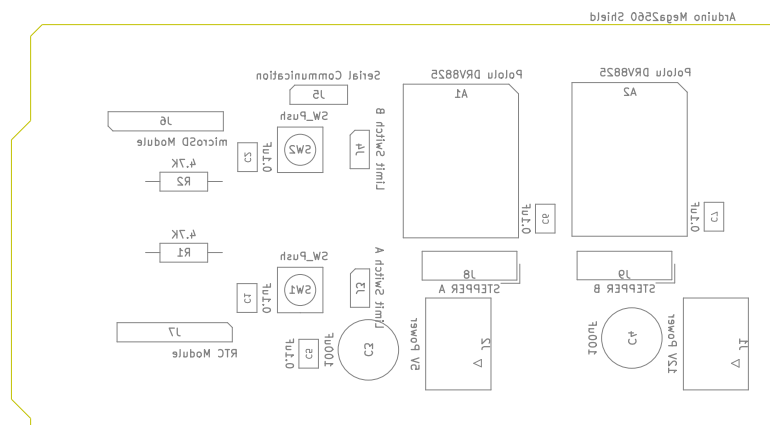 Arduino Mega2560 Shield
Serial Communication
J5
Pololu DRV8825
A1
Pololu DRV8825
A2
J6
microSD Module
SW_Push
SW2
J4
Limit Switch B
C2
0.1uF
4.7K
R2
0.1uF
C6
0.1uF
C7
4.7K
R1
SW_Push
SW1
J3
Limit Switch A
C1
0.1uF
J8
STEPPER A
J9
STEPPER B
J7
RTC Module
0.1uF
C5
100uF
C3
5V Power
J2
100uF
C4
12V Power
J1